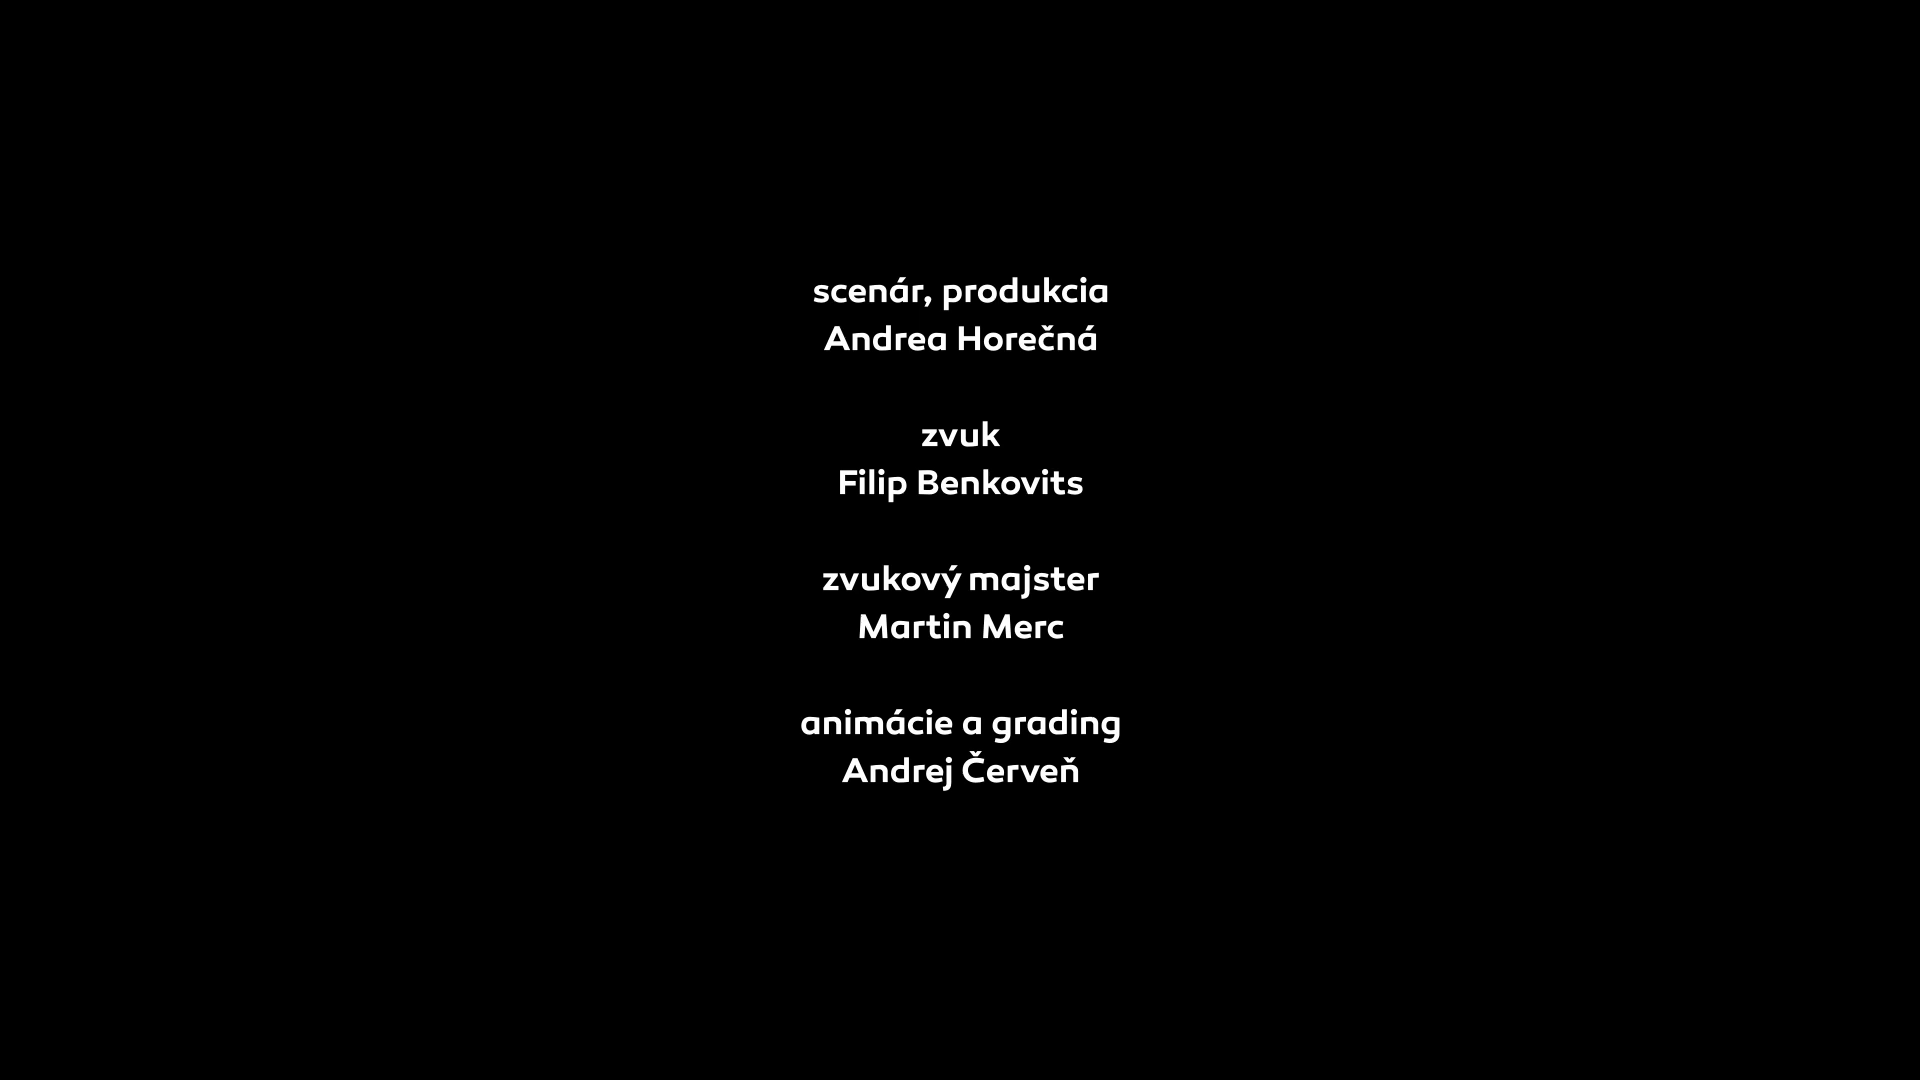 scenár, produkcia
Andrea Horečná
zvuk
Filip Benkovits
zvukový majster
Martin Merc
animácie a grading
Andrej Červeň